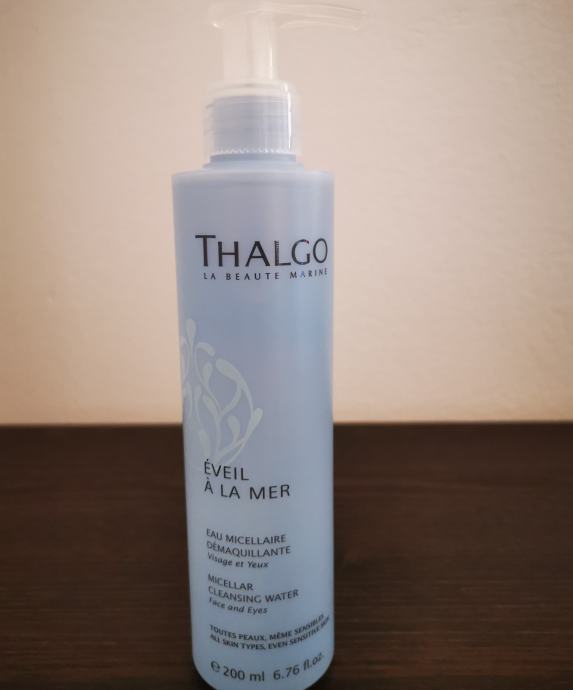 THALGO
LA BEAUTE MARINE
ÉVEIL
À LA MER
EAU MICELLAIRE
DÉMAQUILLANTE
Visage et Yeux
MICELLAR
CLEANSING WATER
Face and Eyes
TOUTES PEAUX, MÊME SENSIBLES
ALL SKIN TYPES, EVEN SENSITIVE SKIN
℮ 200 ml 6.76 fl.oz.